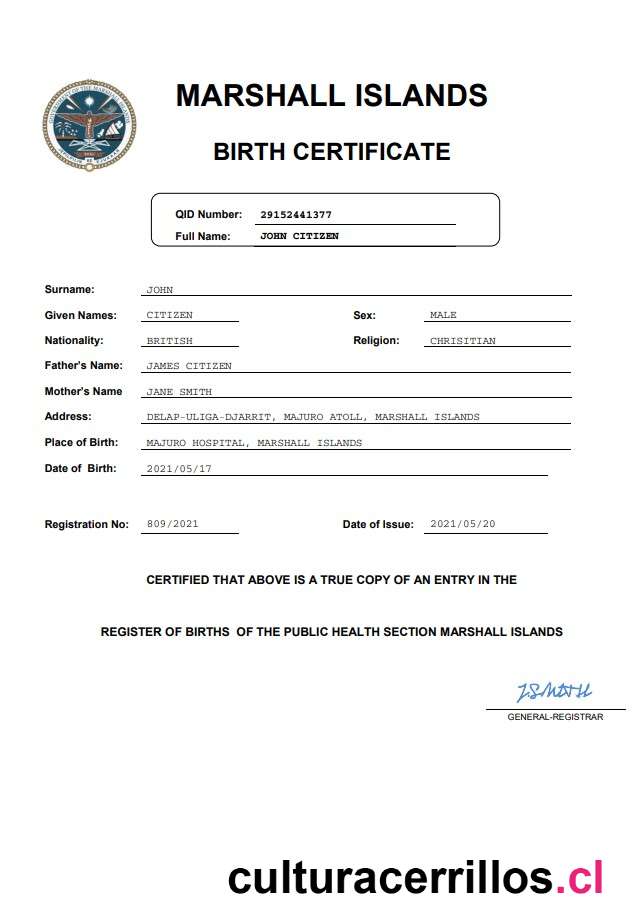 MARSHALL ISLANDS
BIRTH CERTIFICATE
QID Number: 29152441377
Full Name: JOHN CITIZEN
Surname: JOHN
Given Names: CITIZEN Sex: MALE
Nationality: BRITISH Religion: CHRISITIAN
Father's Name: JAMES CITIZEN
Mother's Name JANE SMITH
Address: DELAP-ULIGA-DJARRIT, MAJURO ATOLL, MARSHALL ISLANDS
Place of Birth: MAJURO HOSPITAL, MARSHALL ISLANDS
Date of Birth: 2021/05/17
Registration No: 809/2021 Date of Issue: 2021/05/20
CERTIFIED THAT ABOVE IS A TRUE COPY OF AN ENTRY IN THE
REGISTER OF BIRTHS OF THE PUBLIC HEALTH SECTION MARSHALL ISLANDS
J.SMITH
GENERAL-REGISTRAR
culturacerrillos.cl